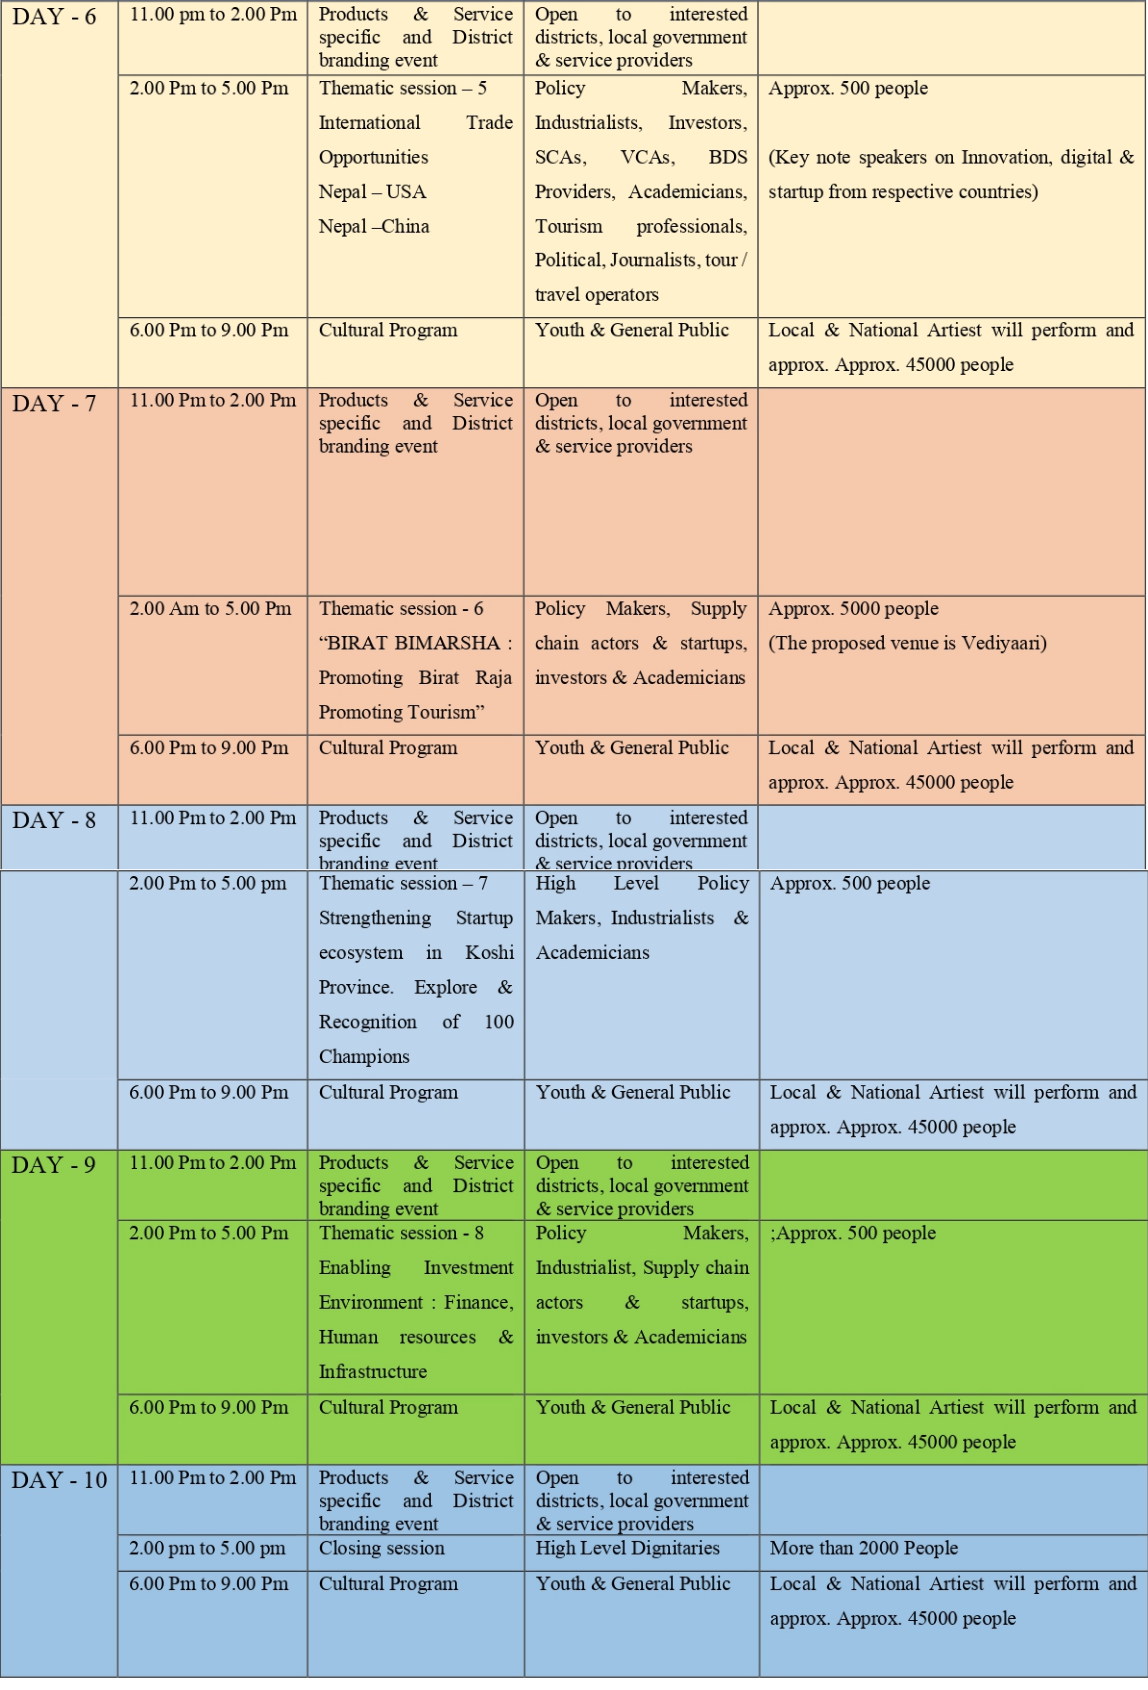 DAY - 6
11.00 pm to 2.00 Pm
Products & Service
specific and District
branding event
Open to interested
districts, local government
& service providers
2.00 Pm to 5.00 Pm
Thematic session – 5
International Trade
Opportunities
Nepal – USA
Nepal –China
Policy Makers,
Industrialists, Investors,
SCAs, VCAs, BDS
Providers, Academicians,
Tourism professionals,
Political, Journalists, tour /
travel operators
Approx. 500 people
(Key note speakers on Innovation, digital &
startup from respective countries)
6.00 Pm to 9.00 Pm
Cultural Program
Youth & General Public
Local & National Artiest will perform and
approx. Approx. 45000 people
DAY - 7
11.00 Pm to 2.00 Pm
Products & Service
specific and District
branding event
Open to interested
districts, local government
& service providers
2.00 Am to 5.00 Pm
Thematic session - 6
“BIRAT BIMARSHA :
Promoting Birat Raja
Promoting Tourism”
Policy Makers, Supply
chain actors & startups,
investors & Academicians
Approx. 5000 people
(The proposed venue is Vediyaari)
6.00 Pm to 9.00 Pm
Cultural Program
Youth & General Public
Local & National Artiest will perform and
approx. Approx. 45000 people
DAY - 8
11.00 Pm to 2.00 Pm
Products & Service
specific and District
branding event
Open to interested
districts, local government
& service providers
2.00 Pm to 5.00 pm
Thematic session – 7
Strengthening Startup
ecosystem in Koshi
Province. Explore &
Recognition of 100
Champions
High Level Policy
Makers, Industrialists &
Academicians
Approx. 500 people
6.00 Pm to 9.00 Pm
Cultural Program
Youth & General Public
Local & National Artiest will perform and
approx. Approx. 45000 people
DAY - 9
11.00 Pm to 2.00 Pm
Products & Service
specific and District
branding event
Open to interested
districts, local government
& service providers
2.00 Pm to 5.00 Pm
Thematic session - 8
Enabling Investment
Environment : Finance,
Human resources &
Infrastructure
Policy Makers,
Industrialist, Supply chain
actors & startups,
investors & Academicians
;Approx. 500 people
6.00 Pm to 9.00 Pm
Cultural Program
Youth & General Public
Local & National Artiest will perform and
approx. Approx. 45000 people
DAY - 10
11.00 Pm to 2.00 Pm
Products & Service
specific and District
branding event
Open to interested
districts, local government
& service providers
2.00 pm to 5.00 pm
Closing session
High Level Dignitaries
More than 2000 People
6.00 Pm to 9.00 Pm
Cultural Program
Youth & General Public
Local & National Artiest will perform and
approx. Approx. 45000 people